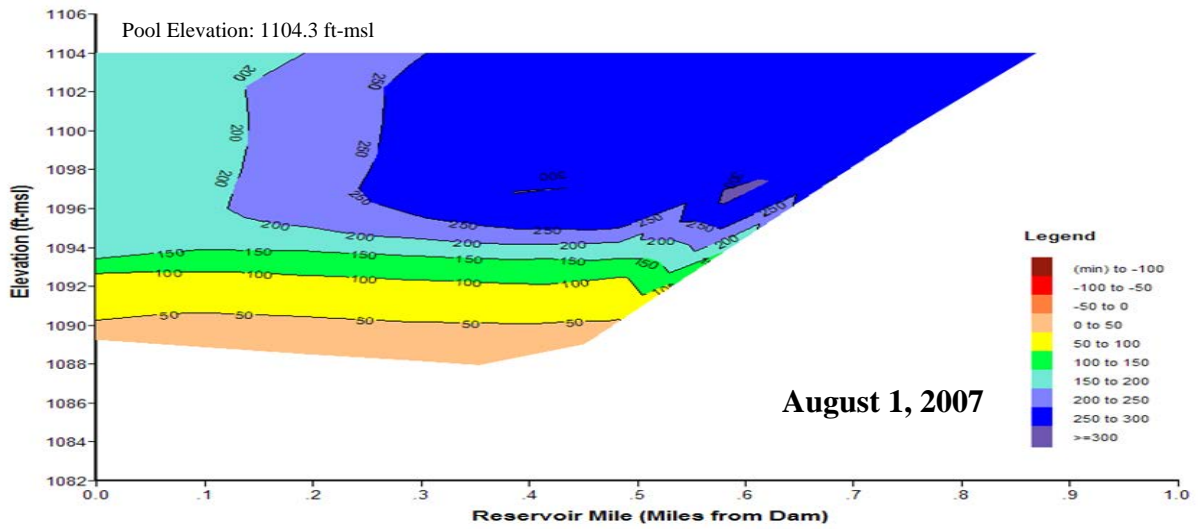 1106
Pool Elevation: 1104.3 ft-msl
1104
1102
1100
1098
1096
1094
1092
1090
1088
1086
1084
1082
Elevation (ft-msl)
200
200
200
250
250
250
300
200 200 200 200 200 200
250 250 250 250 250
150 150 150 150 150 150
100 100 100 100 100
50 50 50 50 50
Legend
(min) to -100
-100 to -50
-50 to 0
0 to 50
50 to 100
100 to 150
150 to 200
200 to 250
250 to 300
>=300
August 1, 2007
0.0 .1 .2 .3 .4 .5 .6 .7 .8 .9 1.0
Reservoir Mile (Miles from Dam)